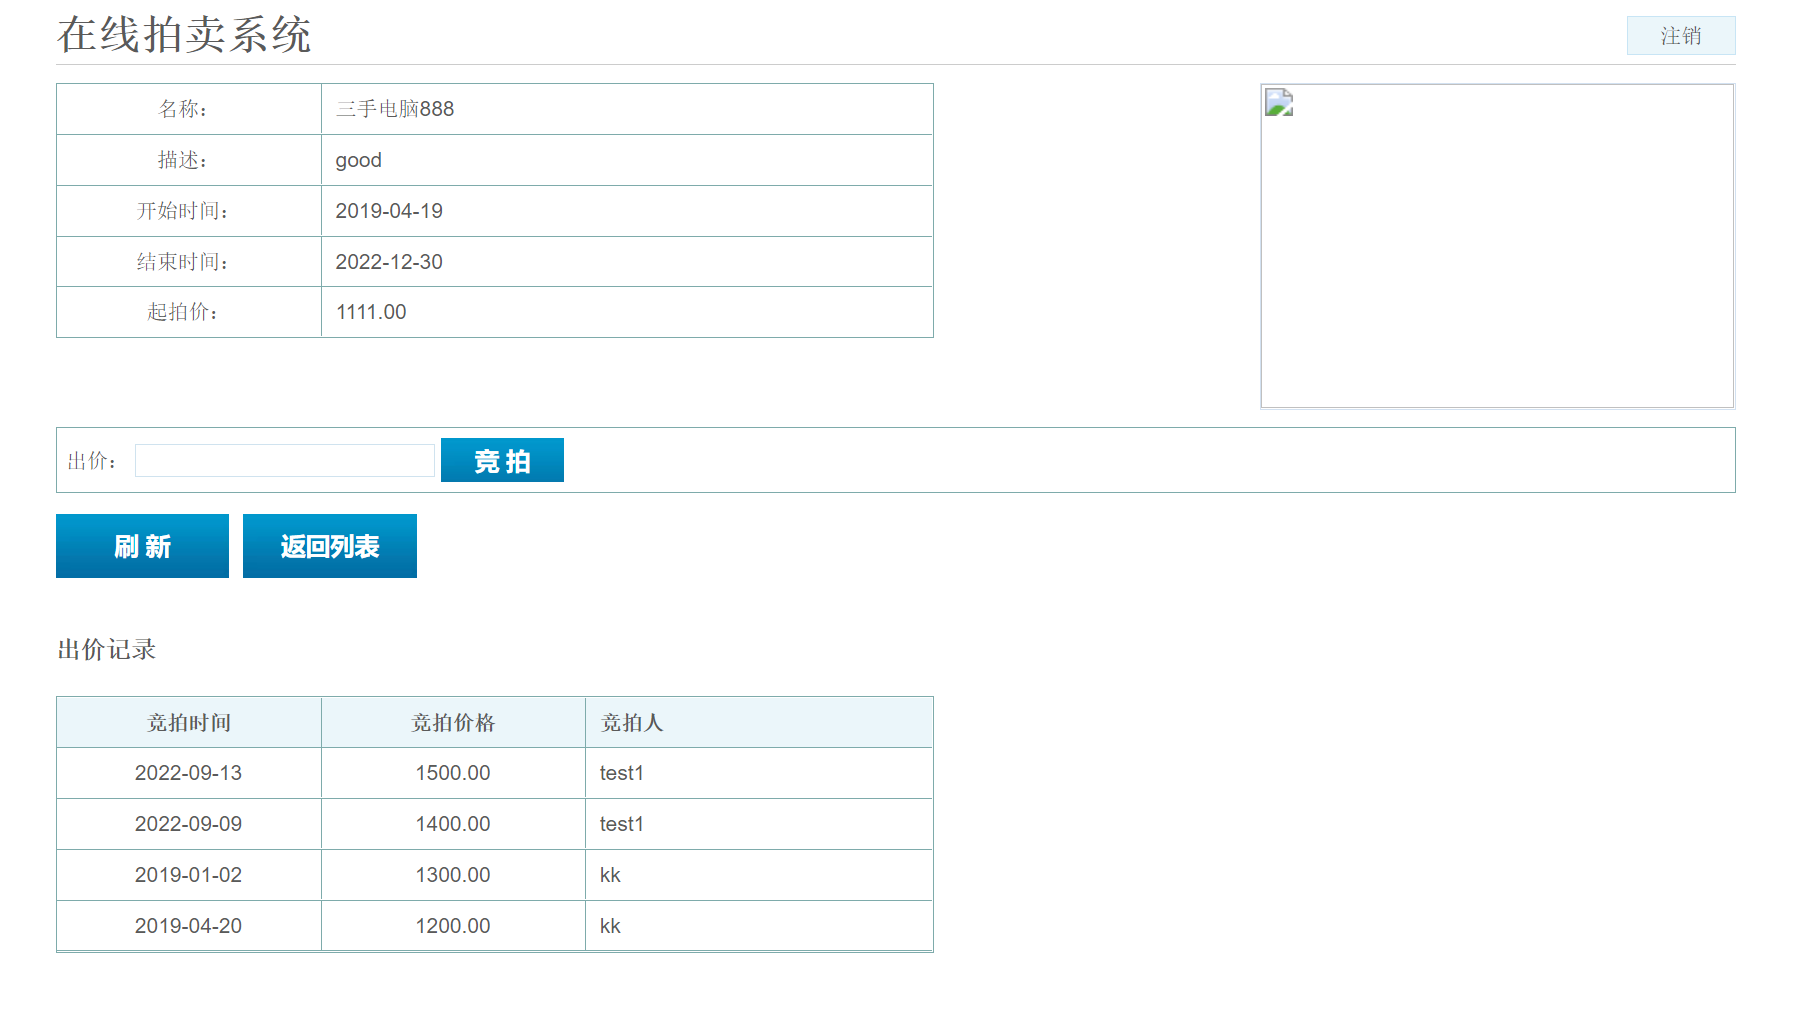 在线拍卖系统
注销
名称： 三手电脑888
描述： good
开始时间： 2019-04-19
结束时间： 2022-12-30
起拍价： 1111.00
出价： 竞 拍
刷 新 返回列表
出价记录
竞拍时间 竞拍价格 竞拍人
2022-09-13 1500.00 test1
2022-09-09 1400.00 test1
2019-01-02 1300.00 kk
2019-04-20 1200.00 kk